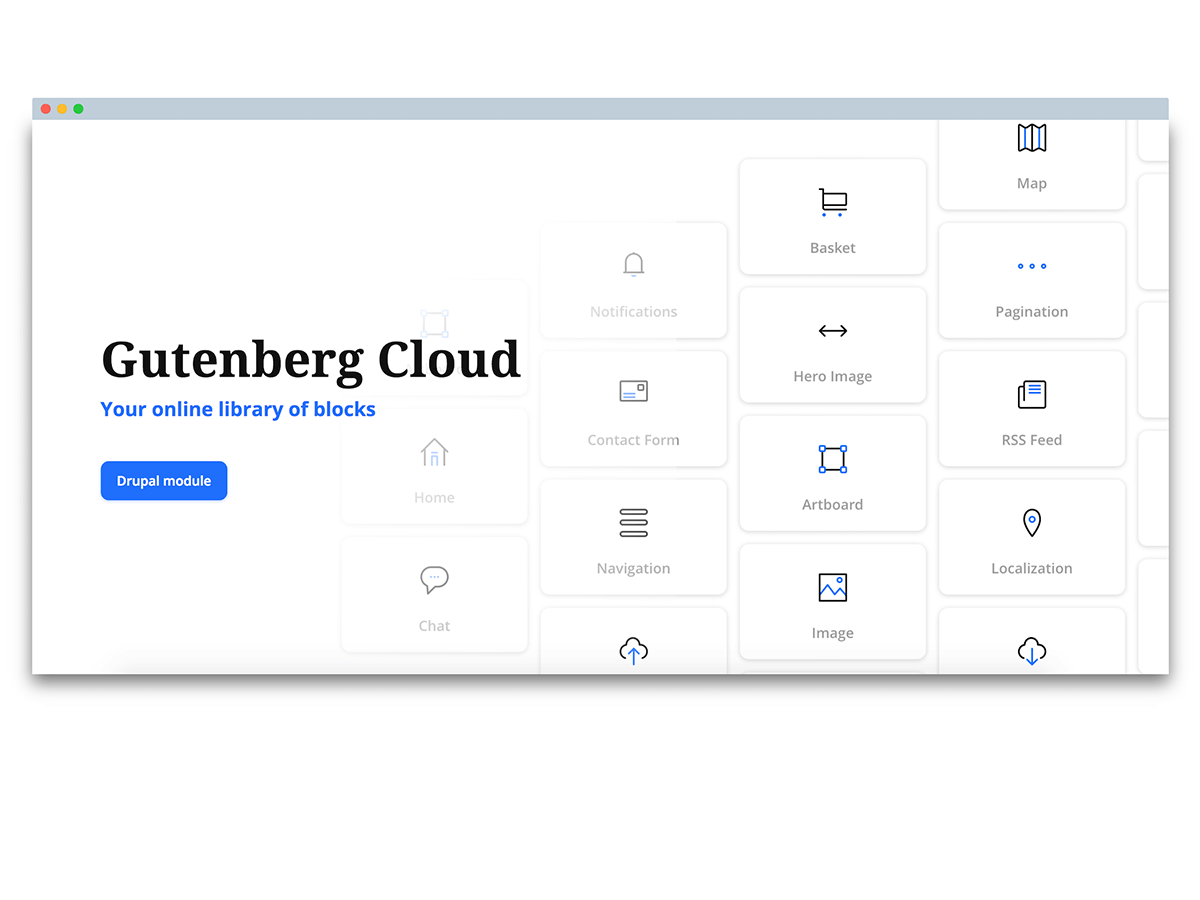 Gutenberg Cloud
Your online library of blocks
Drupal module
Home
Chat
Notifications
Contact Form
Navigation
Basket
Hero Image
Artboard
Image
Map
Pagination
RSS Feed
Localization